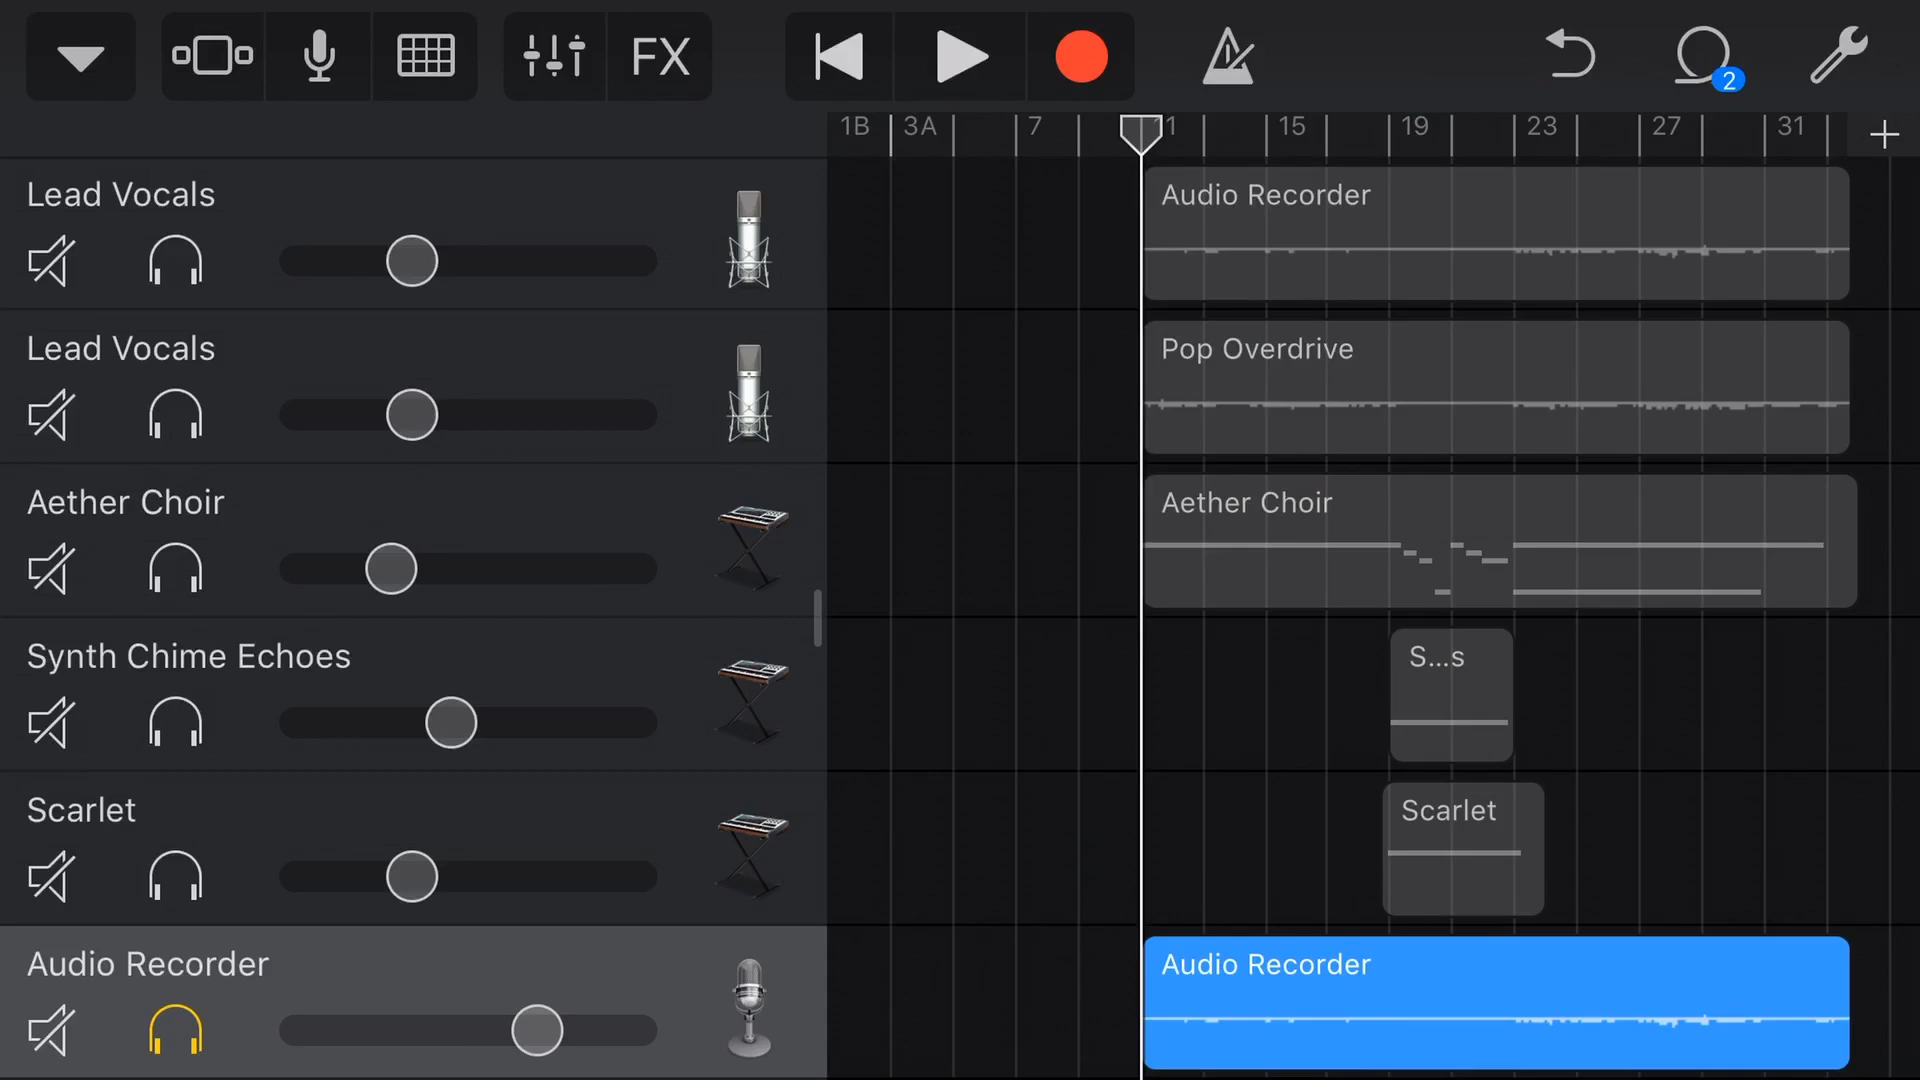 FX
2
1B 3A 7 11 15 19 23 27 31
Lead Vocals
Audio Recorder
Lead Vocals
Pop Overdrive
Aether Choir
Aether Choir
Synth Chime Echoes
S...s
Scarlet
Scarlet
Audio Recorder
Audio Recorder